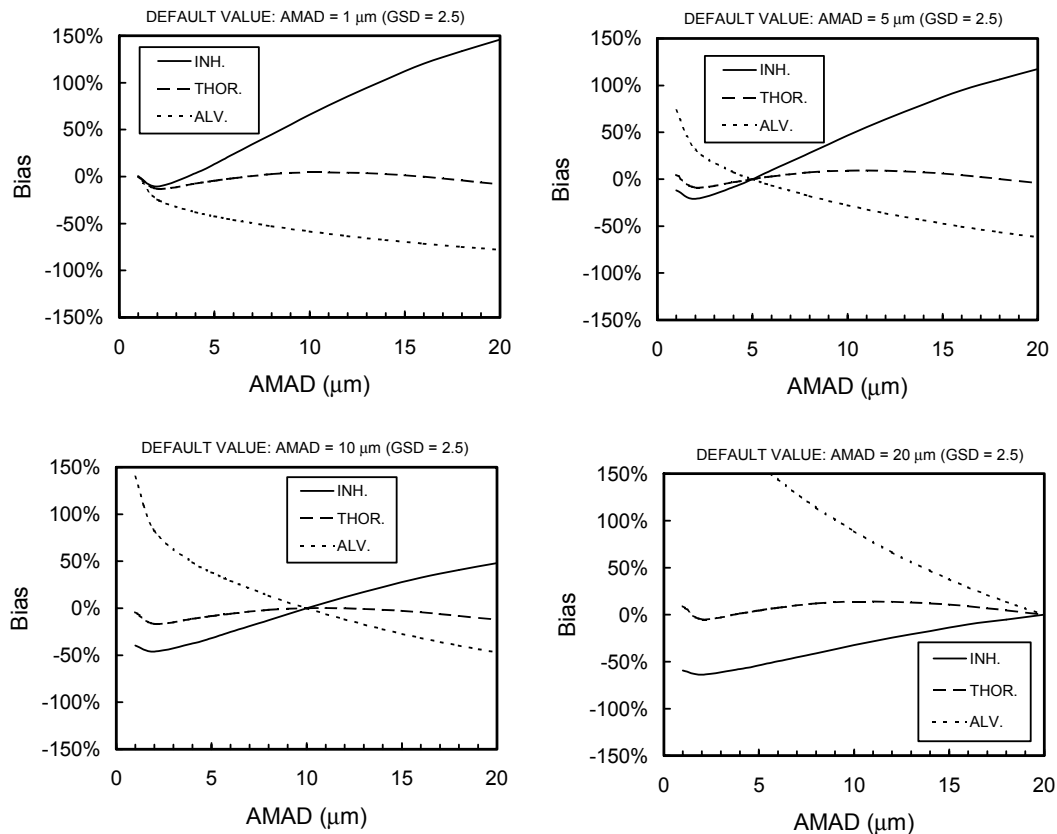 DEFAULT VALUE: AMAD = 1 µm (GSD = 2.5)
150%
100%
50%
0%
-50%
-100%
-150%
Bias
INH.
THOR.
ALV.
0 5 10 15 20
AMAD (µm)
DEFAULT VALUE: AMAD = 5 µm (GSD = 2.5)
150%
100%
50%
0%
-50%
-100%
-150%
Bias
INH.
THOR.
ALV.
0 5 10 15 20
AMAD (µm)
DEFAULT VALUE: AMAD = 10 µm (GSD = 2.5)
150%
100%
50%
0%
-50%
-100%
-150%
Bias
INH.
THOR.
ALV.
0 5 10 15 20
AMAD (µm)
DEFAULT VALUE: AMAD = 20 µm (GSD = 2.5)
150%
100%
50%
0%
-50%
-100%
-150%
Bias
INH.
THOR.
ALV.
0 5 10 15 20
AMAD (µm)